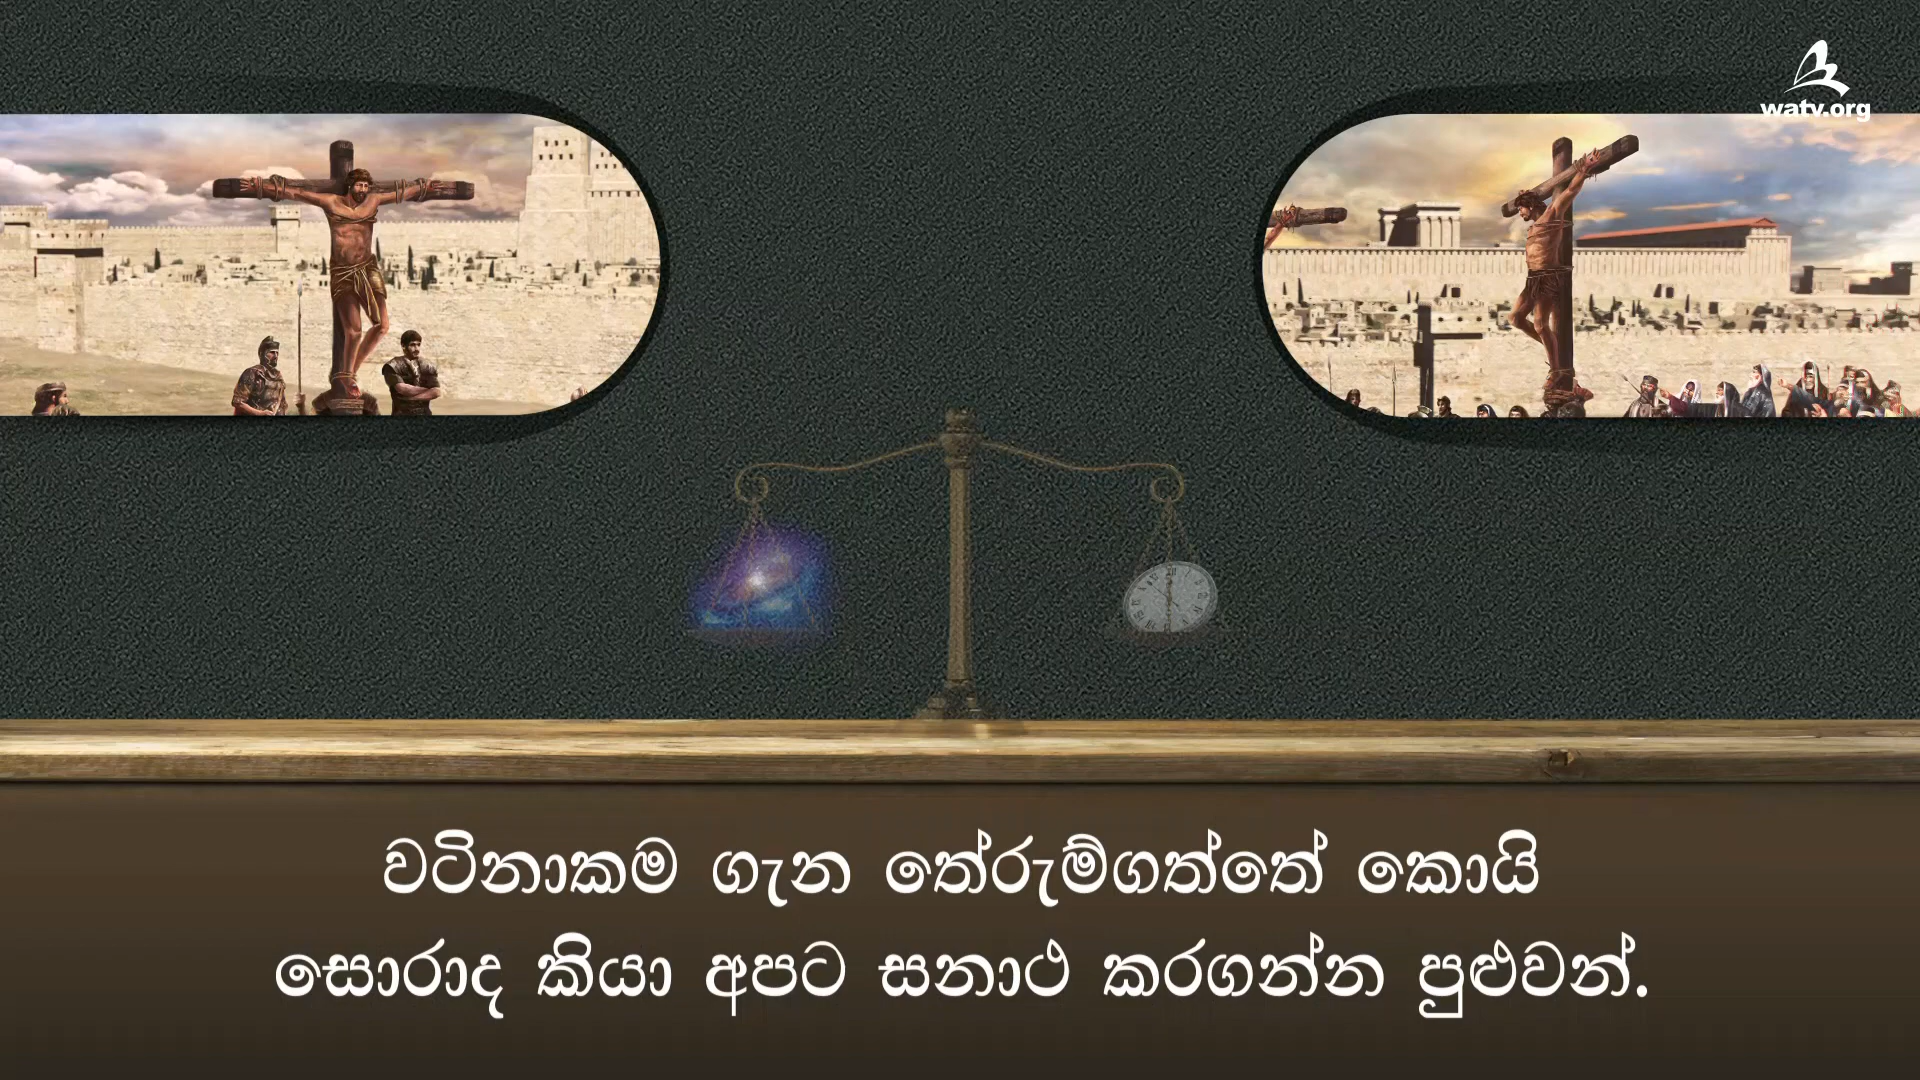 watv.org
වටිනාකම ගැන තේරුම්ගත්තේ කොයි
සොරාද කියා අපට සනාථ කරගන්න පුළුවන්.